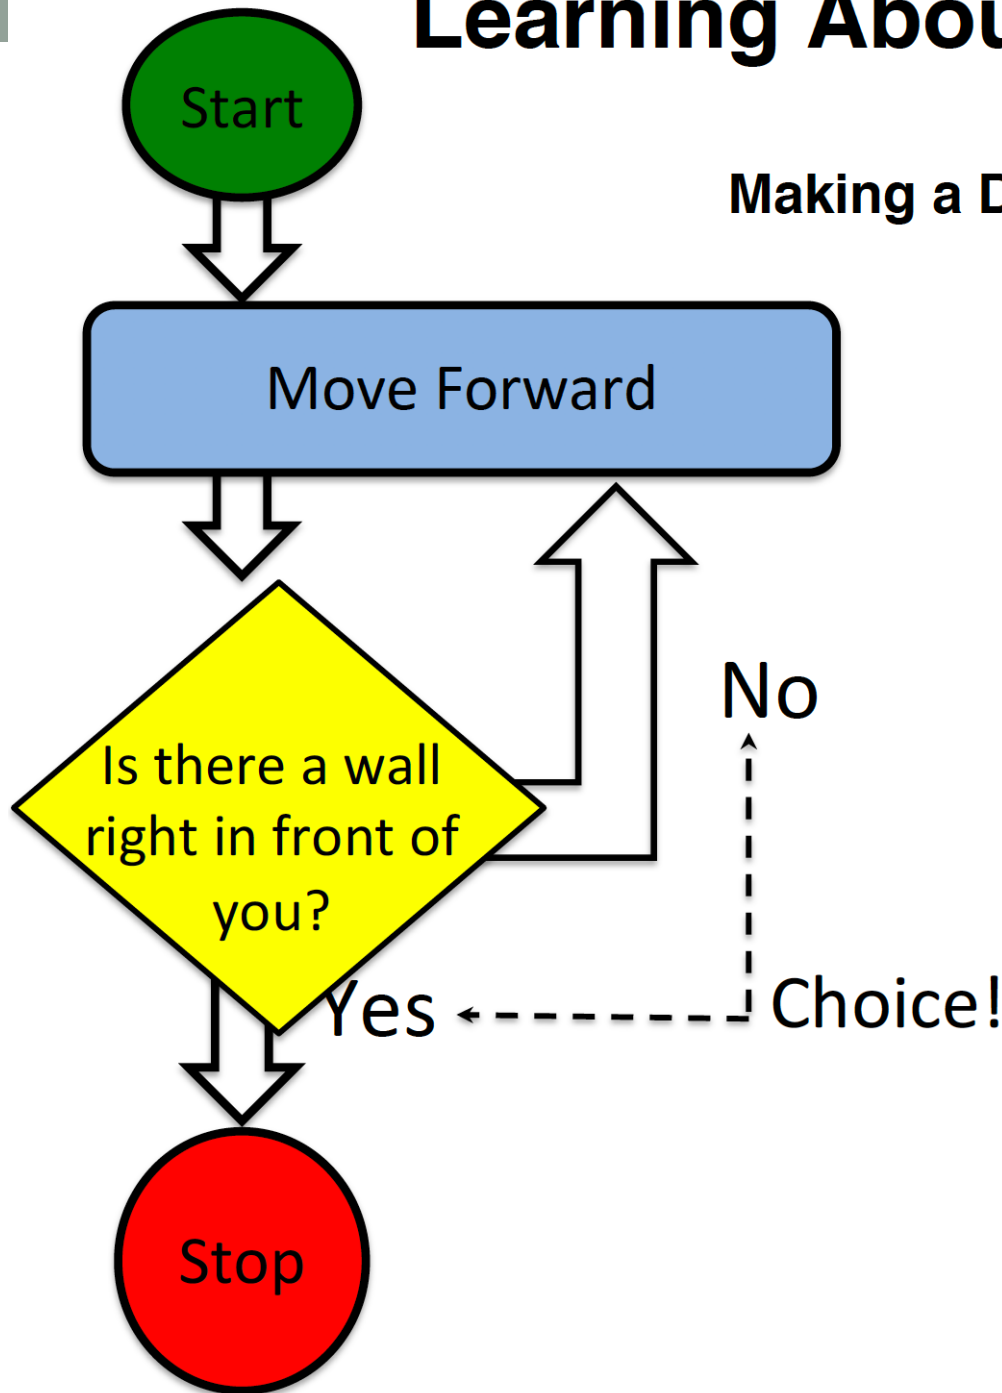 Learning Abou
Start
Making a D
Move Forward
No
Is there a wall
right in front of
you?
Yes
Choice!
Stop